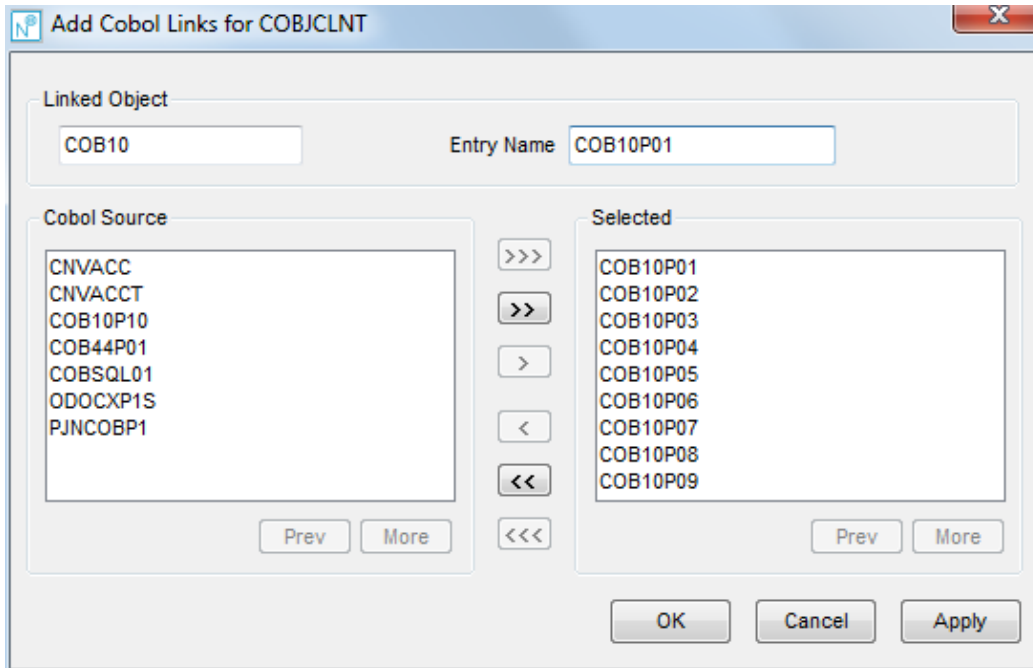 Add Cobol Links for COBJCLNT
x
Linked Object
COB10 Entry Name COB10P01
Cobol Source
CNVACC
CNVACCT
COB10P10
COB44P01
COBSQL01
ODOCXP1S
PJNCOBP1
Prev More
>>>
>>
>
<
<<
<<<
Selected
COB10P01
COB10P02
COB10P03
COB10P04
COB10P05
COB10P06
COB10P07
COB10P08
COB10P09
Prev More
OK Cancel Apply